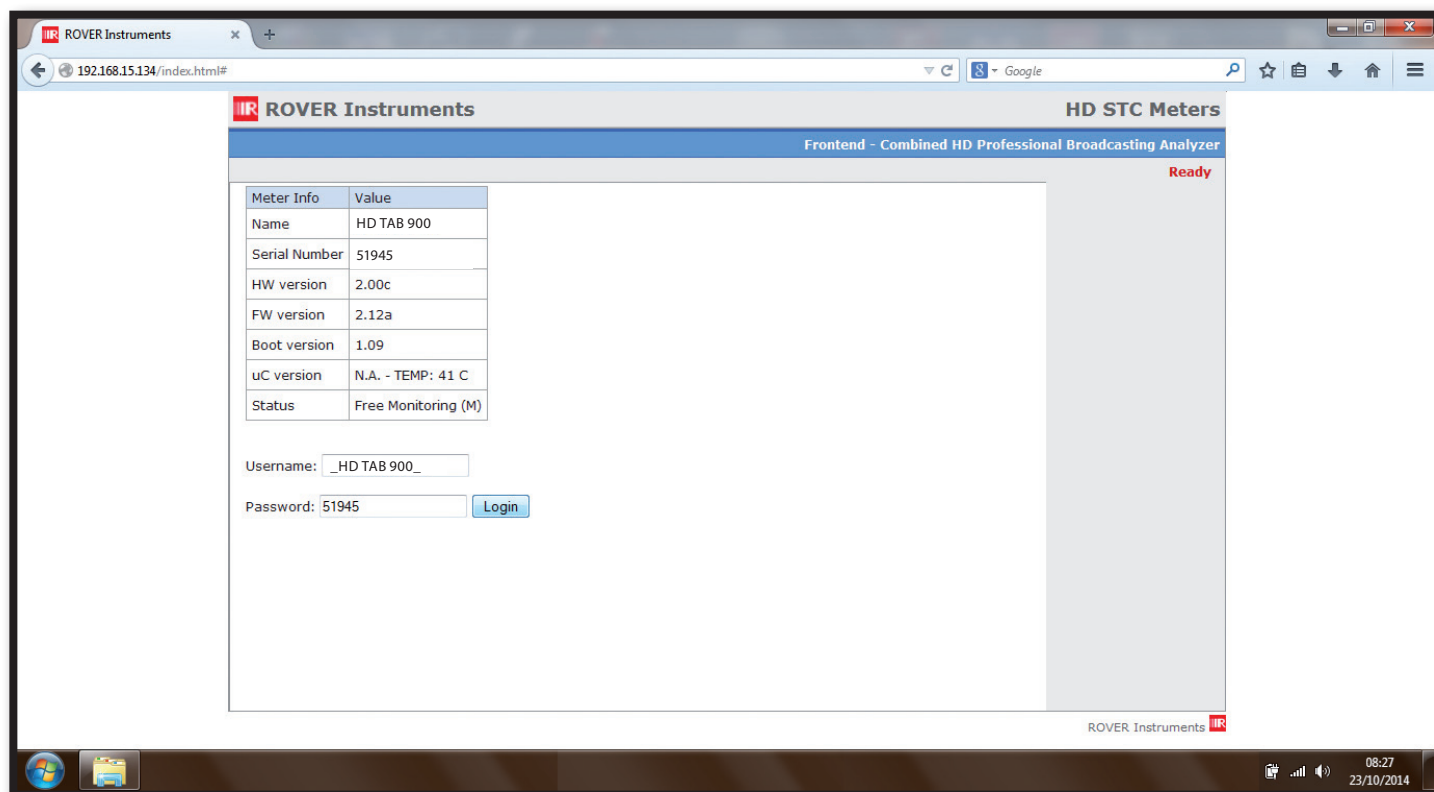 ROVER Instruments
192.168.15.134/index.html#
Google
ROVER Instruments HD STC Meters
Frontend - Combined HD Professional Broadcasting Analyzer
Ready
Meter Info Value
Name HD TAB 900
Serial Number 51945
HW version 2.00c
FW version 2.12a
Boot version 1.09
uC version N.A. - TEMP: 41 C
Status Free Monitoring (M)
Username: _HD TAB 900_
Password: 51945 Login
ROVER Instruments
08:27
23/10/2014